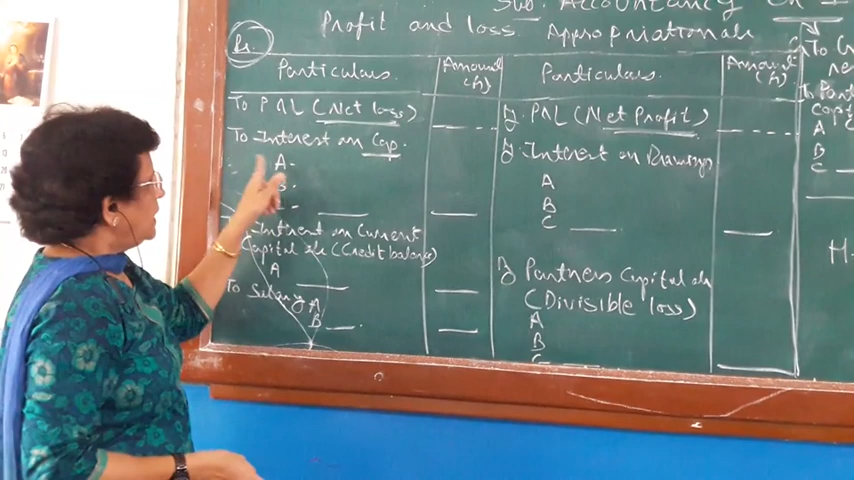 Sub. Accountancy
Profit and loss Appropriation a/c
Dr.
Particulars. Amount (₹) Particulars. Amount (₹)
To P/L (Net loss)
To Interest on Cap.
A -
B -
To Interest on Current
Capital a/c (Credit balance)
A
To Salary A
B
By P/L (Net Profit)
By Interest on Drawings
A
B
C
By Partners Capital a/c
(Divisible loss)
A
B
C
To
A
B
C